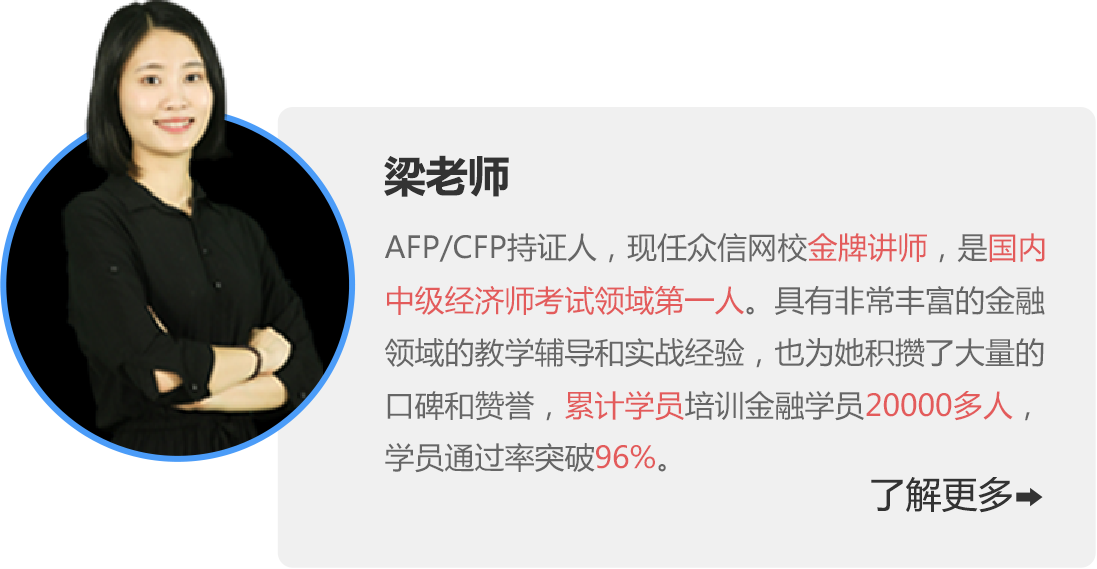 梁老师
AFP/CFP持证人，现任众信网校金牌讲师，是国内
中级经济师考试领域第一人。具有非常丰富的金融
领域的教学辅导和实战经验，也为她积攒了大量的
口碑和赞誉，累计学员培训金融学员20000多人，
学员通过率突破96%。
了解更多➡